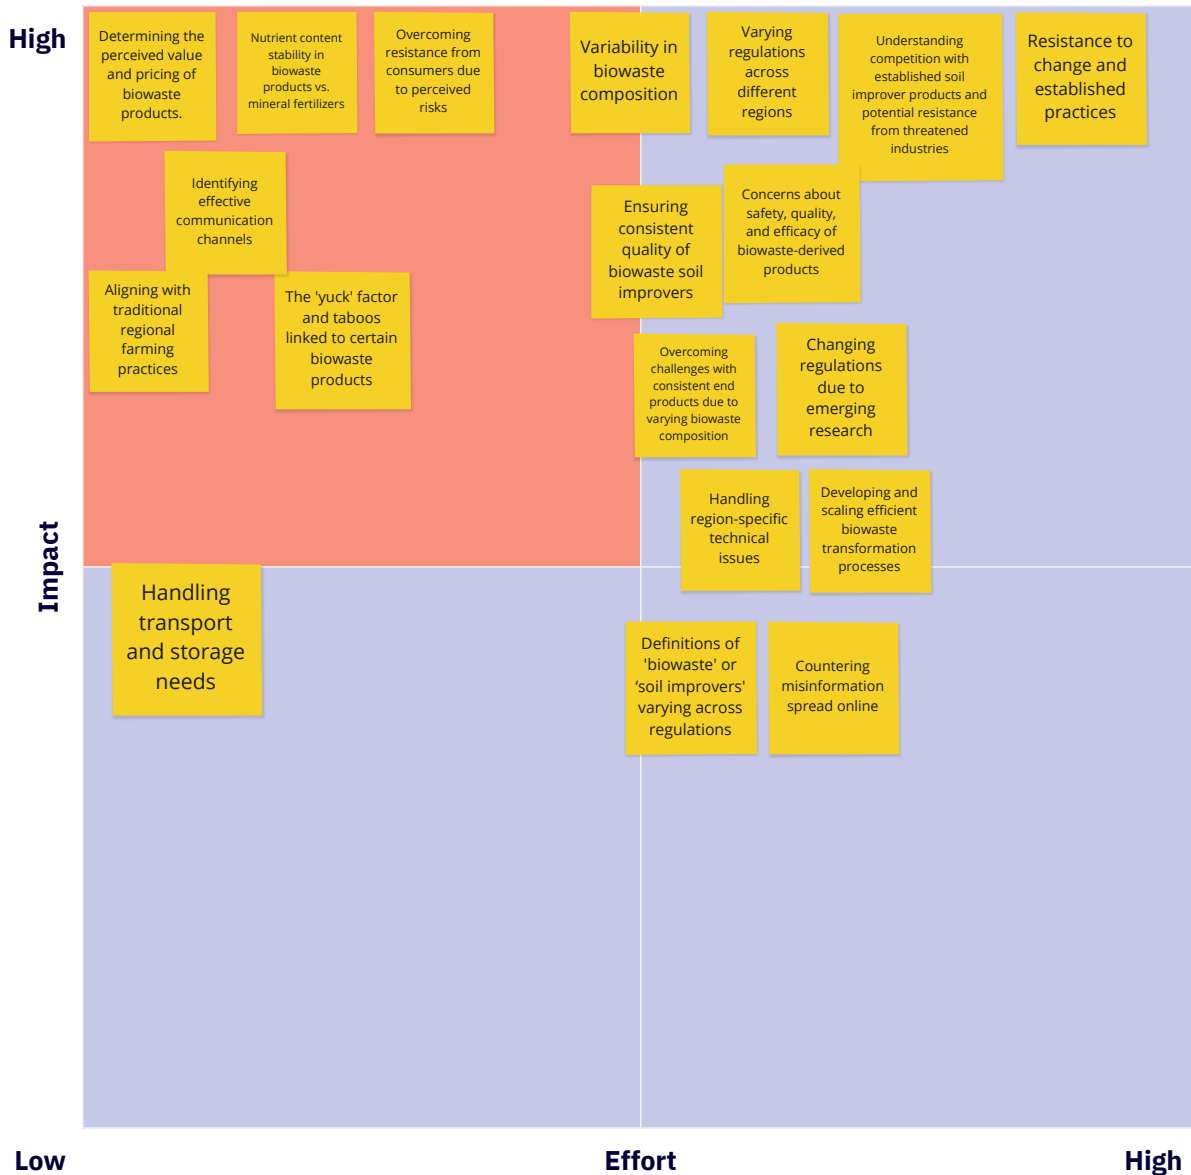 High
Determining the
perceived value
and pricing of
biowaste
products.
Nutrient content
stability in
biowaste
products vs.
mineral fertilizers
Overcoming
resistance from
consumers due
to perceived
risks
Variability in
biowaste
composition
Varying
regulations
across
different
regions
Understanding
competition with
established soil
improver products and
potential resistance
from threatened
industries
Resistance to
change and
established
practices
Identifying
effective
communication
channels
Ensuring
consistent
quality of
biowaste soil
improvers
Concerns about
safety, quality,
and efficacy of
biowaste-derived
products
Aligning with
traditional
regional
farming
practices
The 'yuck' factor
and taboos
linked to certain
biowaste
products
Overcoming
challenges with
consistent end
products due to
varying biowaste
composition
Changing
regulations
due to
emerging
research
Handling
region-specific
technical
issues
Developing and
scaling efficient
biowaste
transformation
processes
Impact
Handling
transport
and storage
needs
Definitions of
'biowaste' or
‘soil improvers'
varying across
regulations
Countering
misinformation
spread online
Low
Effort
High